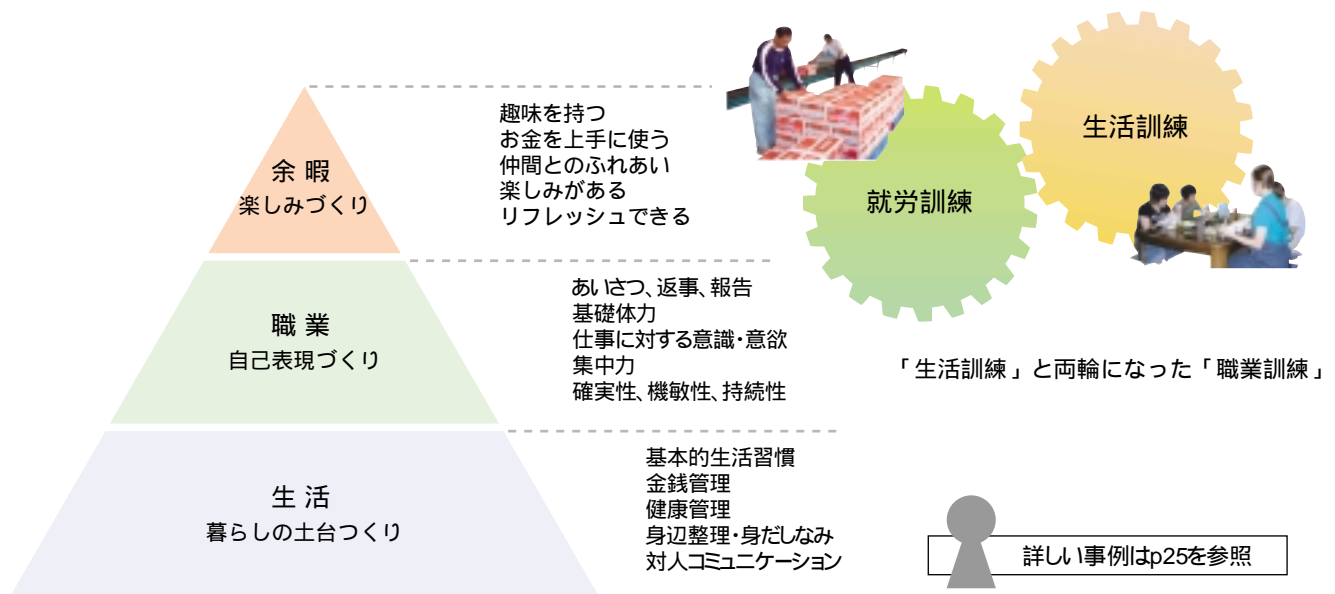 余 暇
楽しみづくり
趣味を持つ
お金を上手に使う
仲間とのふれあい
楽しみがある
リフレッシュできる
職 業
自己表現づくり
あいさつ、返事、報告
基礎体力
仕事に対する意識・意欲
集中力
確実性、機敏性、持続性
生 活
暮らしの土台つくり
基本的生活習慣
金銭管理
健康管理
身辺整理・身だしなみ
対人コミュニケーション
就労訓練
生活訓練
「生活訓練」と両輪になった「職業訓練」
詳しい事例はp25を参照